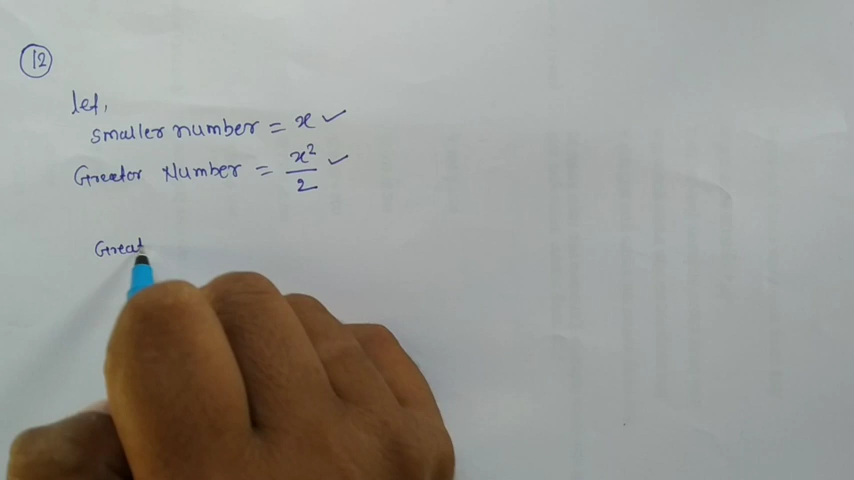 12
let,
smaller number = x ✓
Greator Number = x²/2 ✓
Great